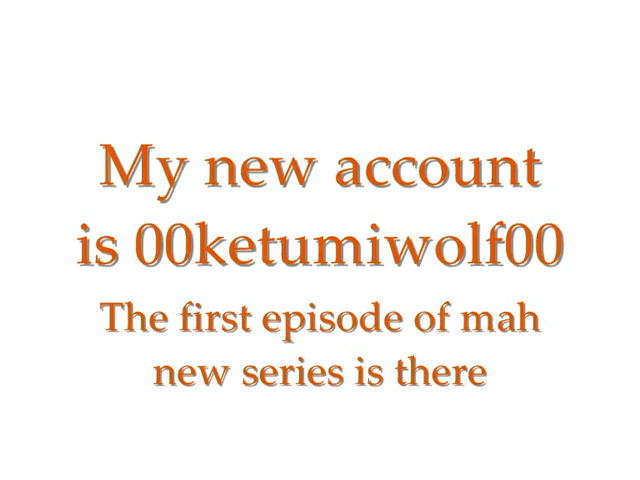 My new account
is 00ketumiwolf00
The first episode of mah
new series is there